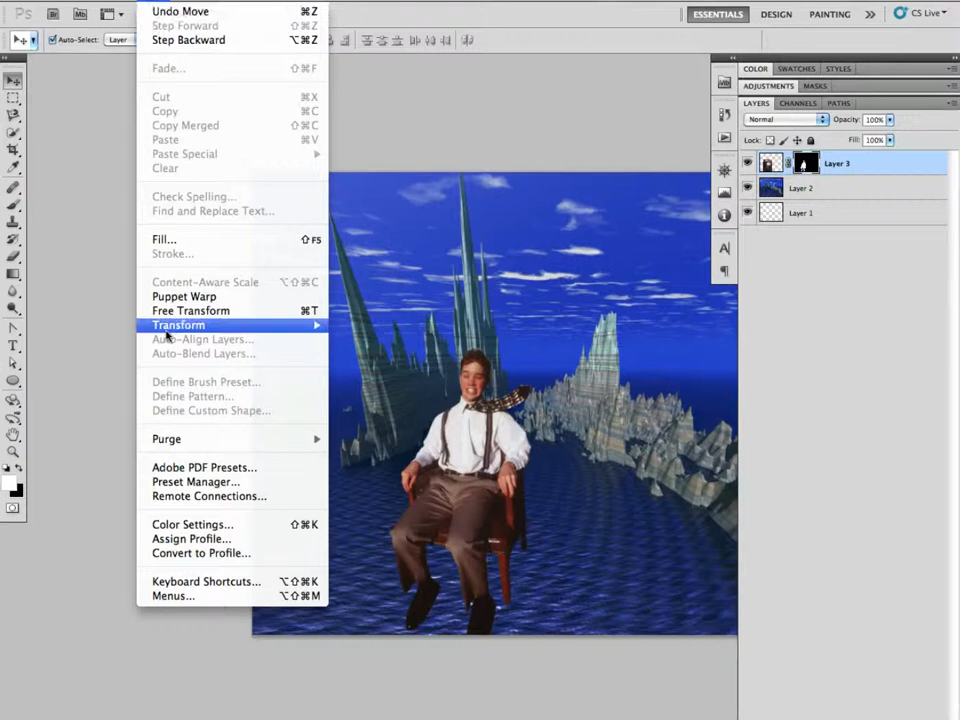 Undo Move ⌘Z
Step Forward ⇧⌘Z
Step Backward ⌥⌘Z
Fade... ⇧⌘F
Cut ⌘X
Copy ⌘C
Copy Merged ⇧⌘C
Paste ⌘V
Paste Special
Clear
Check Spelling...
Find and Replace Text...
Fill... ⇧F5
Stroke...
Content-Aware Scale ⌥⇧⌘C
Puppet Warp
Free Transform ⌘T
Transform
Auto-Align Layers...
Auto-Blend Layers...
Define Brush Preset...
Define Pattern...
Define Custom Shape...
Purge
Adobe PDF Presets...
Preset Manager...
Remote Connections...
Color Settings... ⇧⌘K
Assign Profile...
Convert to Profile...
Keyboard Shortcuts... ⌥⇧⌘K
Menus... ⌥⇧⌘M
Ps Br Mb
Auto-Select: Layer
T
ESSENTIALS DESIGN PAINTING CS Live
Mb
A
COLOR SWATCHES STYLES
ADJUSTMENTS MASKS
LAYERS CHANNELS PATHS
Normal Opacity: 100%
Lock: Fill: 100%
Layer 3
Layer 2
Layer 1